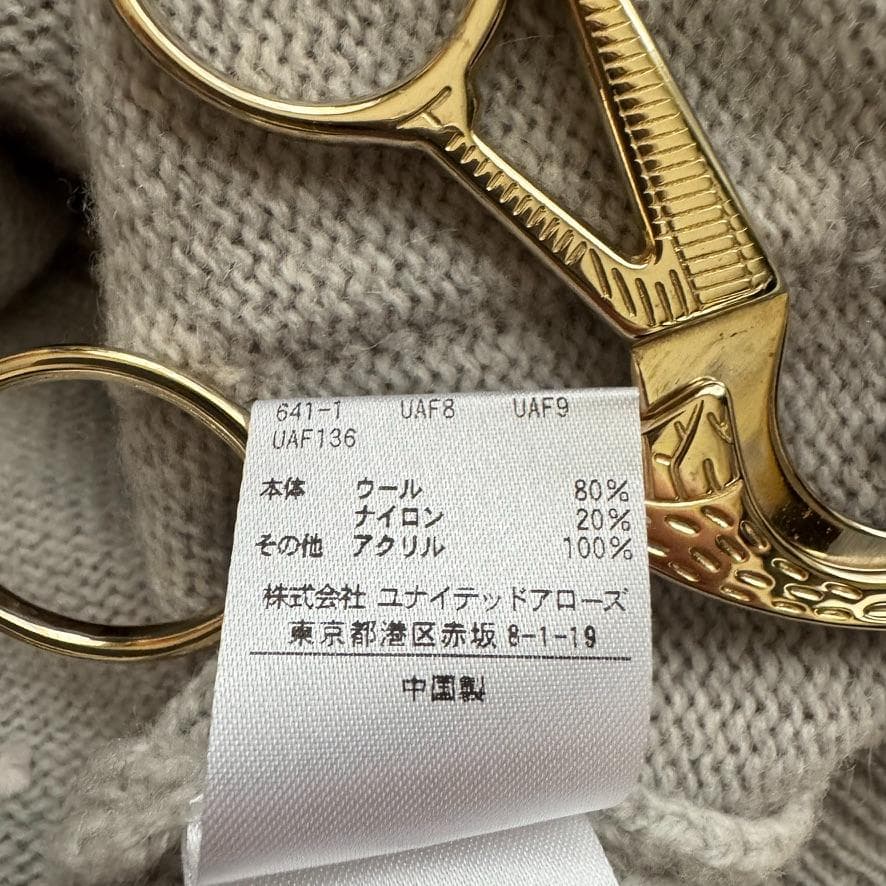 641-1 UAF8 UAF9
UAF136
本体 ウール 80%
ナイロン 20%
その他 アクリル 100%
株式会社 ユナイテッドアローズ
東京都港区赤坂 8-1-19
中国製